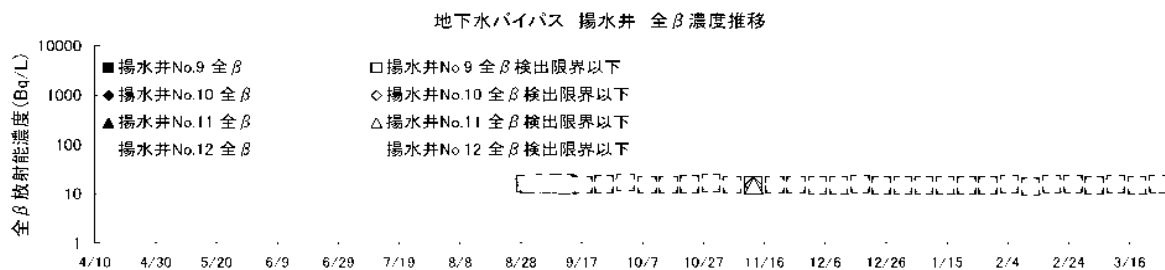 地下水バイパス 揚水井 全β濃度推移
全β放射能濃度(Bq/L)
10000
1000
100
10
1
■揚水井No.9 全β □揚水井No 9 全β検出限界以下
◆揚水井No.10 全β ◇揚水井No.10 全β検出限界以下
▲揚水井No.11 全β △揚水井No.11 全β検出限界以下
揚水井No.12 全β 揚水井No 12 全β検出限界以下
4/10 4/30 5/20 6/9 6/29 7/19 8/8 8/28 9/17 10/7 10/27 11/16 12/6 12/26 1/15 2/4 2/24 3/16